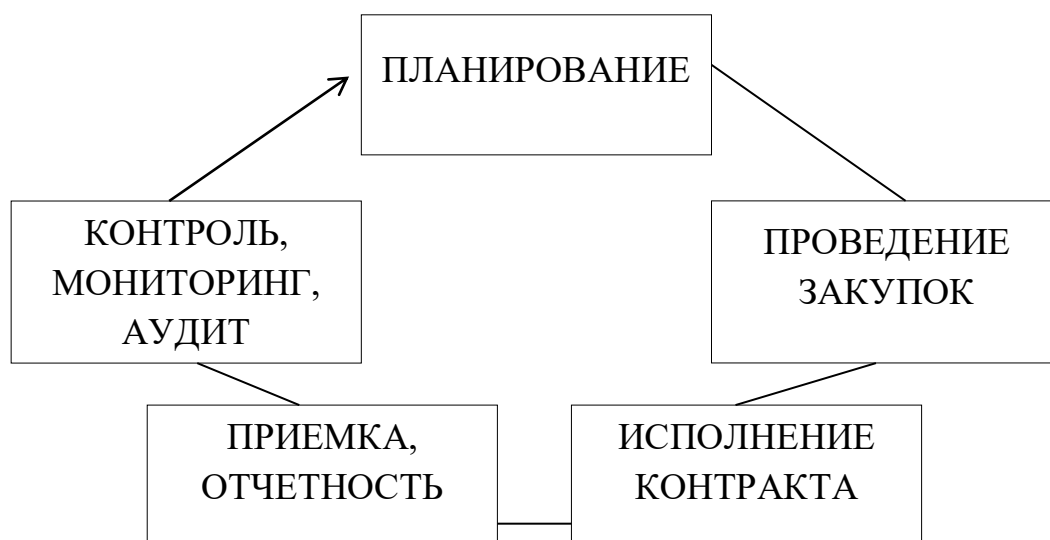 ПЛАНИРОВАНИЕ
КОНТРОЛЬ,
МОНИТОРИНГ,
АУДИТ
ПРОВЕДЕНИЕ
ЗАКУПОК
ПРИЕМКА,
ОТЧЕТНОСТЬ
ИСПОЛНЕНИЕ
КОНТРАКТА